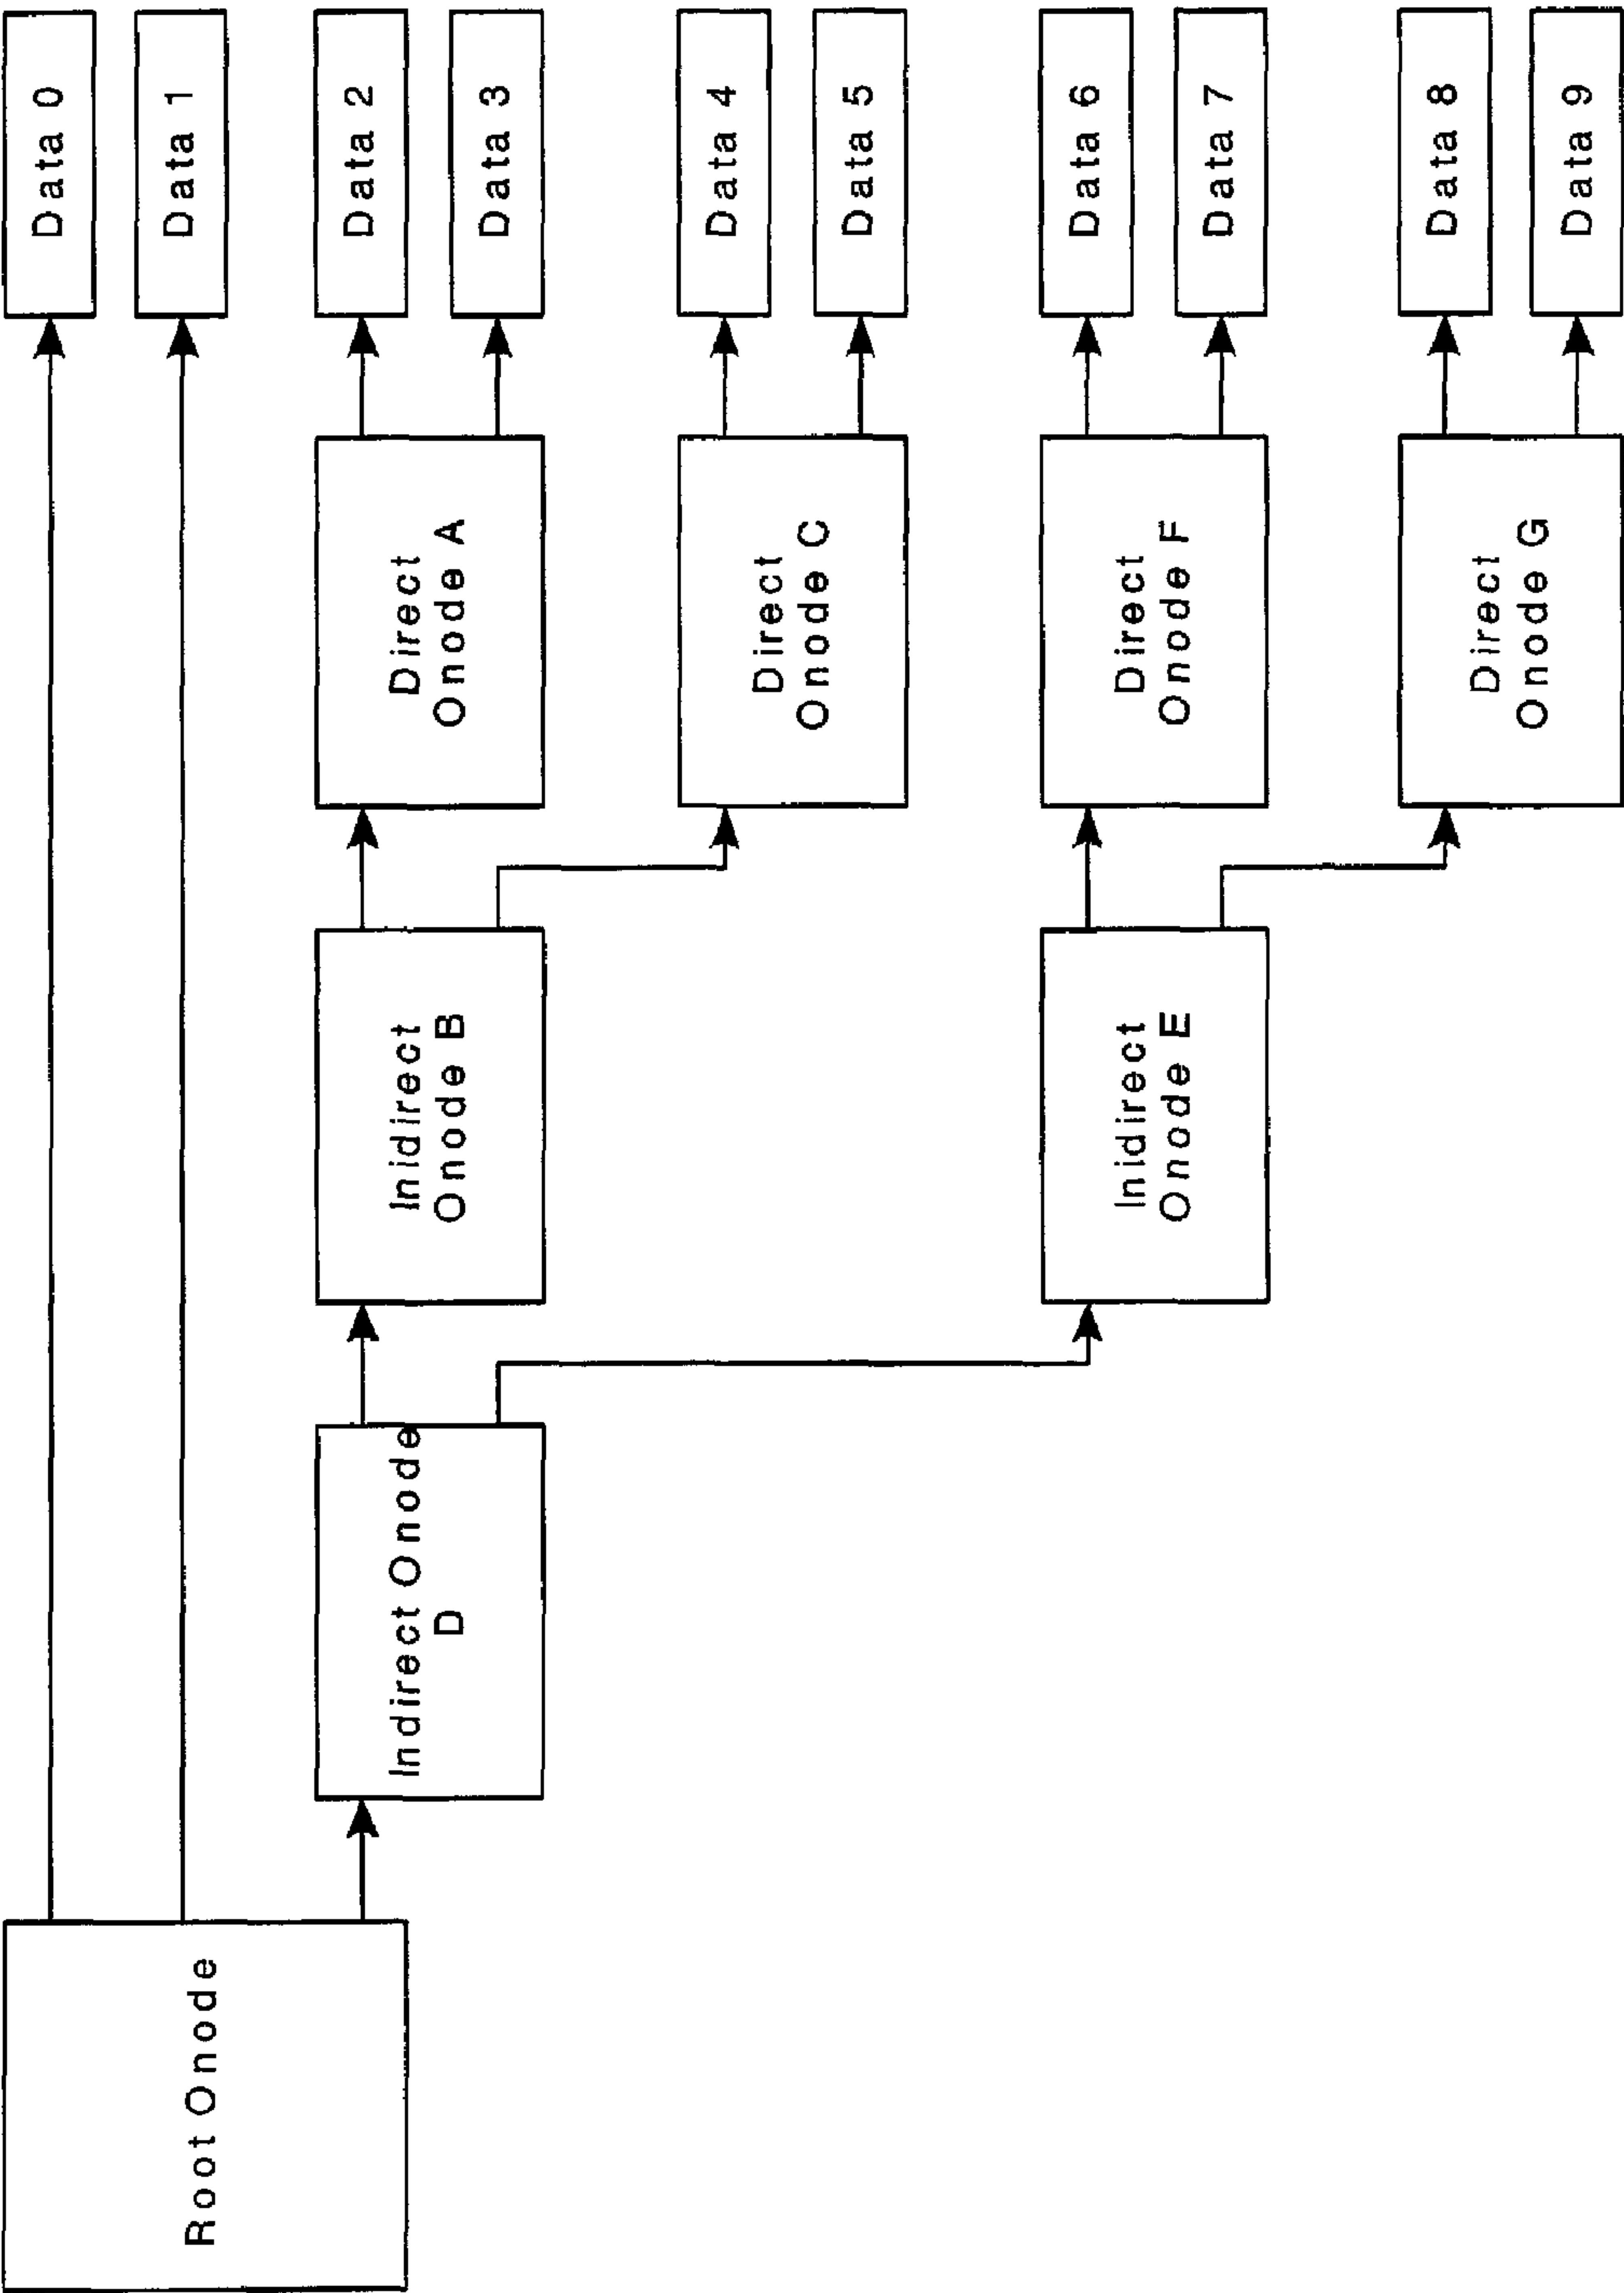 Root Onode
Indirect Onode
D
Inidirect
Onode B
Inidirect
Onode E
Direct
Onode A
Direct
Onode C
Direct
Onode F
Direct
Onode G
Data 0
Data 1
Data 2
Data 3
Data 4
Data 5
Data 6
Data 7
Data 8
Data 9